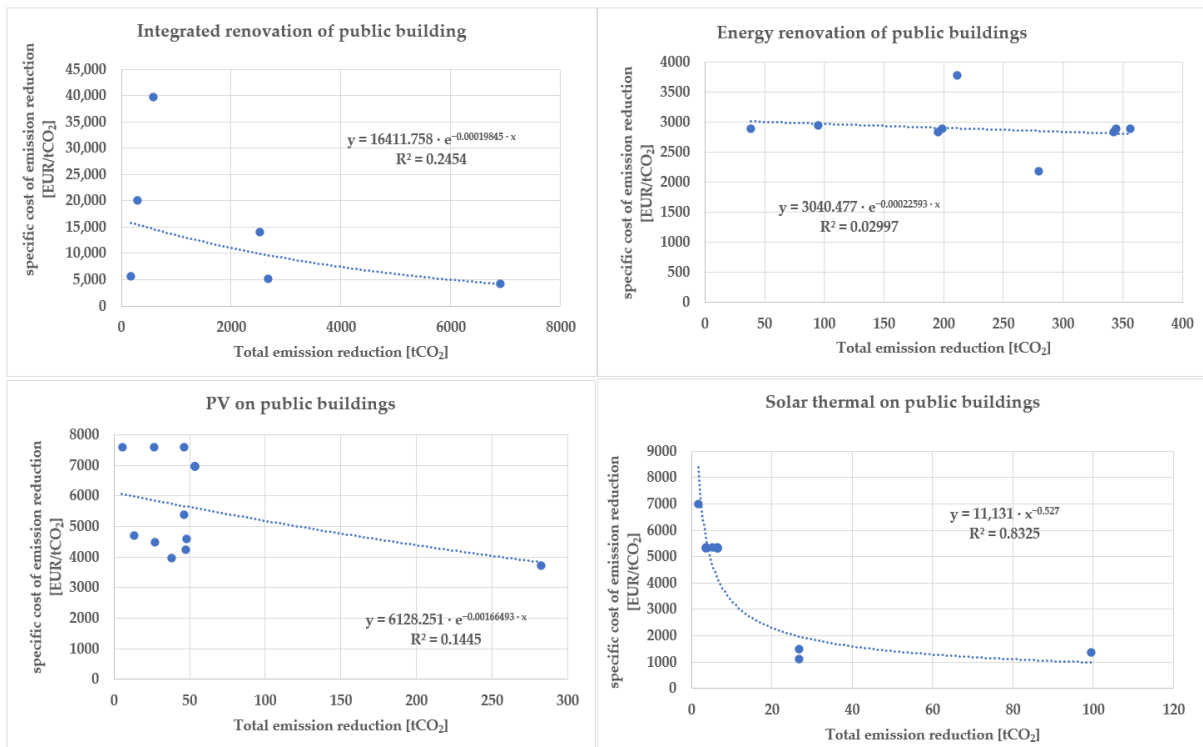 Integrated renovation of public building
specific cost of emission reduction
[EUR/tCO₂]
45,000
40,000
35,000
30,000
25,000
20,000
15,000
10,000
5,000
0
y = 16411.758 · e^–0.00019845 · x
R² = 0.2454
0 2000 4000 6000 8000
Total emission reduction [tCO₂]
Energy renovation of public buildings
specific cost of emission reduction
[EUR/tCO₂]
4000
3500
3000
2500
2000
1500
1000
500
0
y = 3040.477 · e^–0.00022593 · x
R² = 0.02997
0 50 100 150 200 250 300 350 400
Total emission reduction [tCO₂]
PV on public buildings
specific cost of emission reduction
[EUR/tCO₂]
8000
7000
6000
5000
4000
3000
2000
1000
0
y = 6128.251 · e^–0.00166493 · x
R² = 0.1445
0 50 100 150 200 250 300
Total emission reduction [tCO₂]
Solar thermal on public buildings
specific cost of emission reduction
[EUR/tCO₂]
9000
8000
7000
6000
5000
4000
3000
2000
1000
0
y = 11,131 · x^–0.527
R² = 0.8325
0 20 40 60 80 100 120
Total emission reduction [tCO₂]